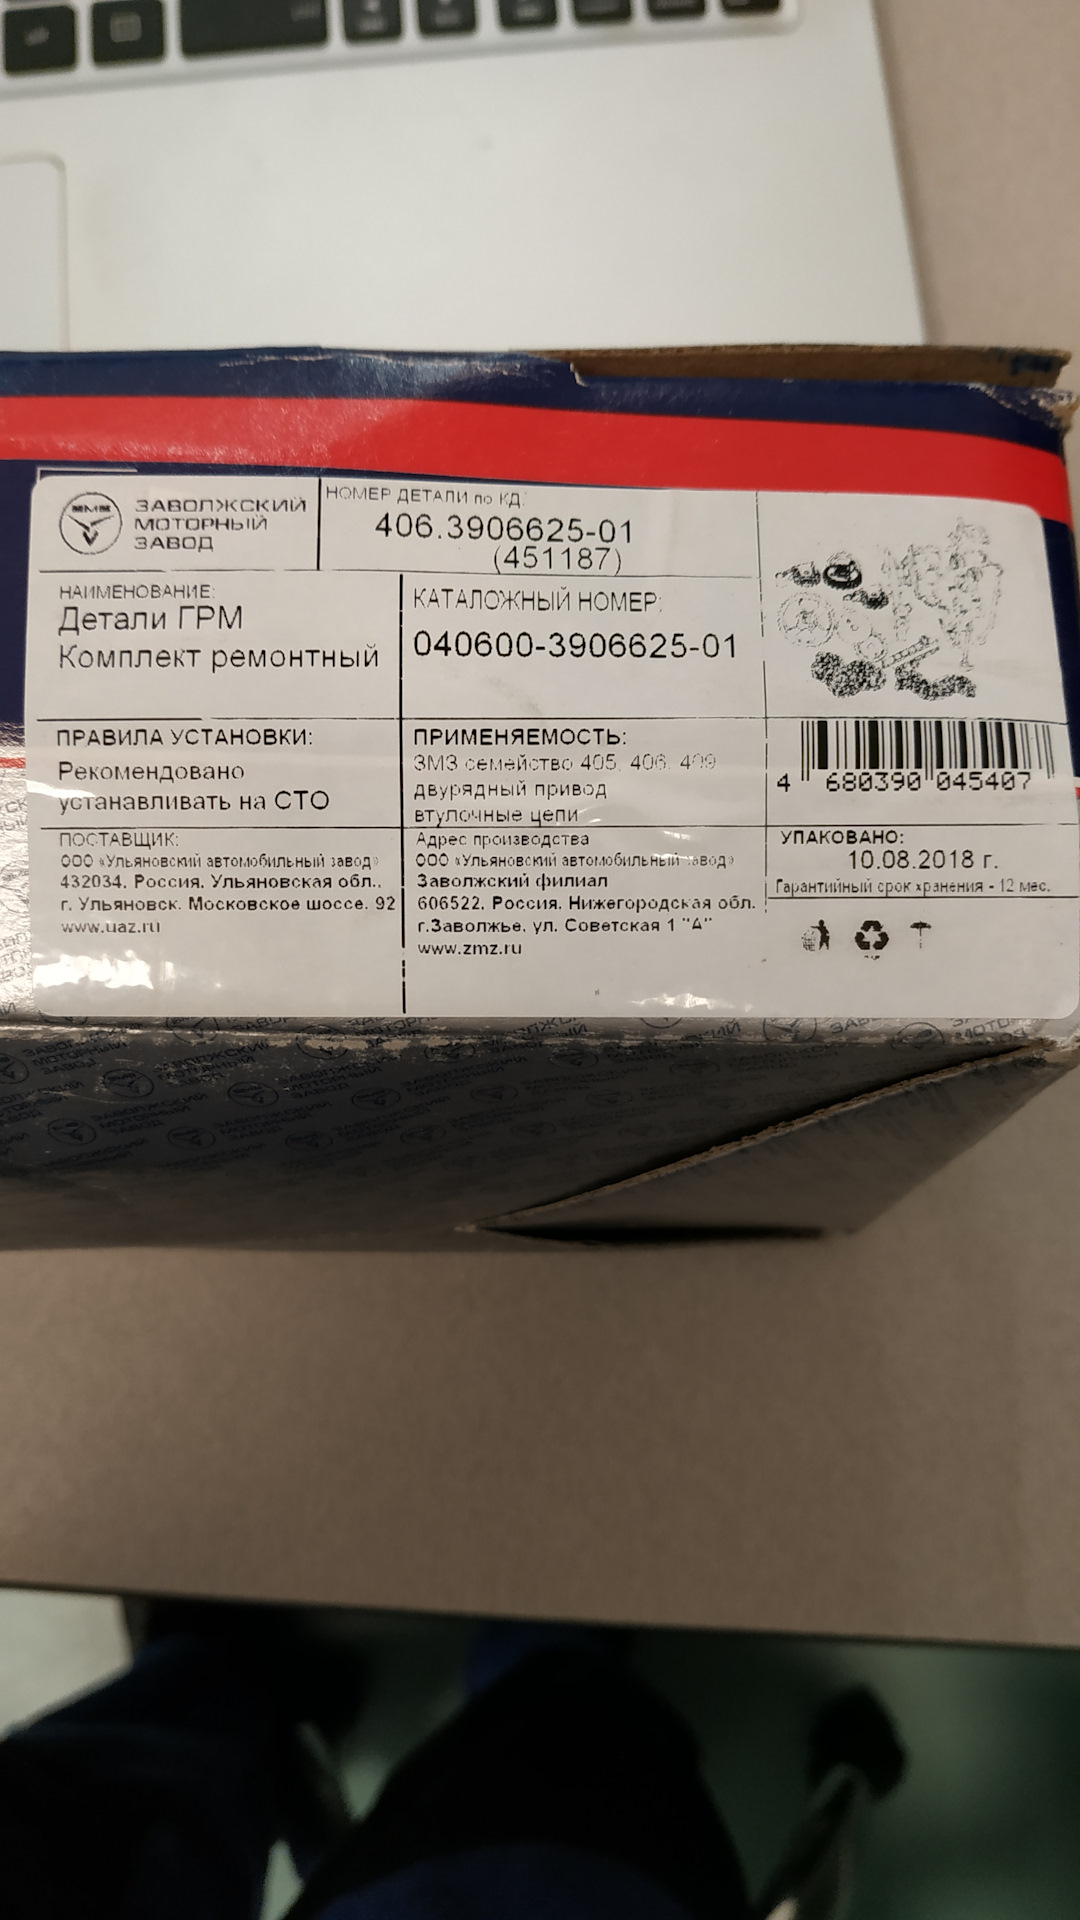 ЗАВОЛЖСКИЙ
МОТОРНЫЙ
ЗАВОД
НОМЕР ДЕТАЛИ по КД:
406.3906625-01
(451187)
НАИМЕНОВАНИЕ:
Детали ГРМ
Комплект ремонтный
КАТАЛОЖНЫЙ НОМЕР:
040600-3906625-01
ПРАВИЛА УСТАНОВКИ:
Рекомендовано
устанавливать на СТО
ПРИМЕНЯЕМОСТЬ:
ЗМЗ семейство 405, 406, 409
двурядный привод
втулочные цепи
4 680390 045407
ПОСТАВЩИК:
ООО «Ульяновский автомобильный завод»
432034, Россия, Ульяновская обл.,
г. Ульяновск, Московское шоссе, 92
www.uaz.ru
Адрес производства
ООО «Ульяновский автомобильный завод»
Заволжский филиал
606522, Россия, Нижегородская обл.
г.Заволжье, ул. Советская 1 "А"
www.zmz.ru
УПАКОВАНО:
10.08.2018 г.
Гарантийный срок хранения - 12 мес.
ЗАВОЛЖСКИЙ
МОТОРНЫЙ
ЗАВОД